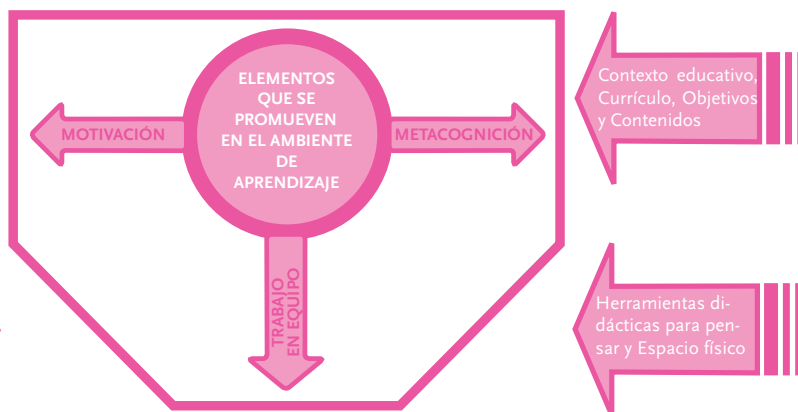 ELEMENTOS
QUE SE
PROMUEVEN
EN EL AMBIENTE
DE
APRENDIZAJE
MOTIVACIÓN
METACOGNICIÓN
TRABAJO
EN EQUIPO
Contexto educativo,
Currículo, Objetivos
y Contenidos
Herramientas di-
dácticas para pen-
sar y Espacio físico